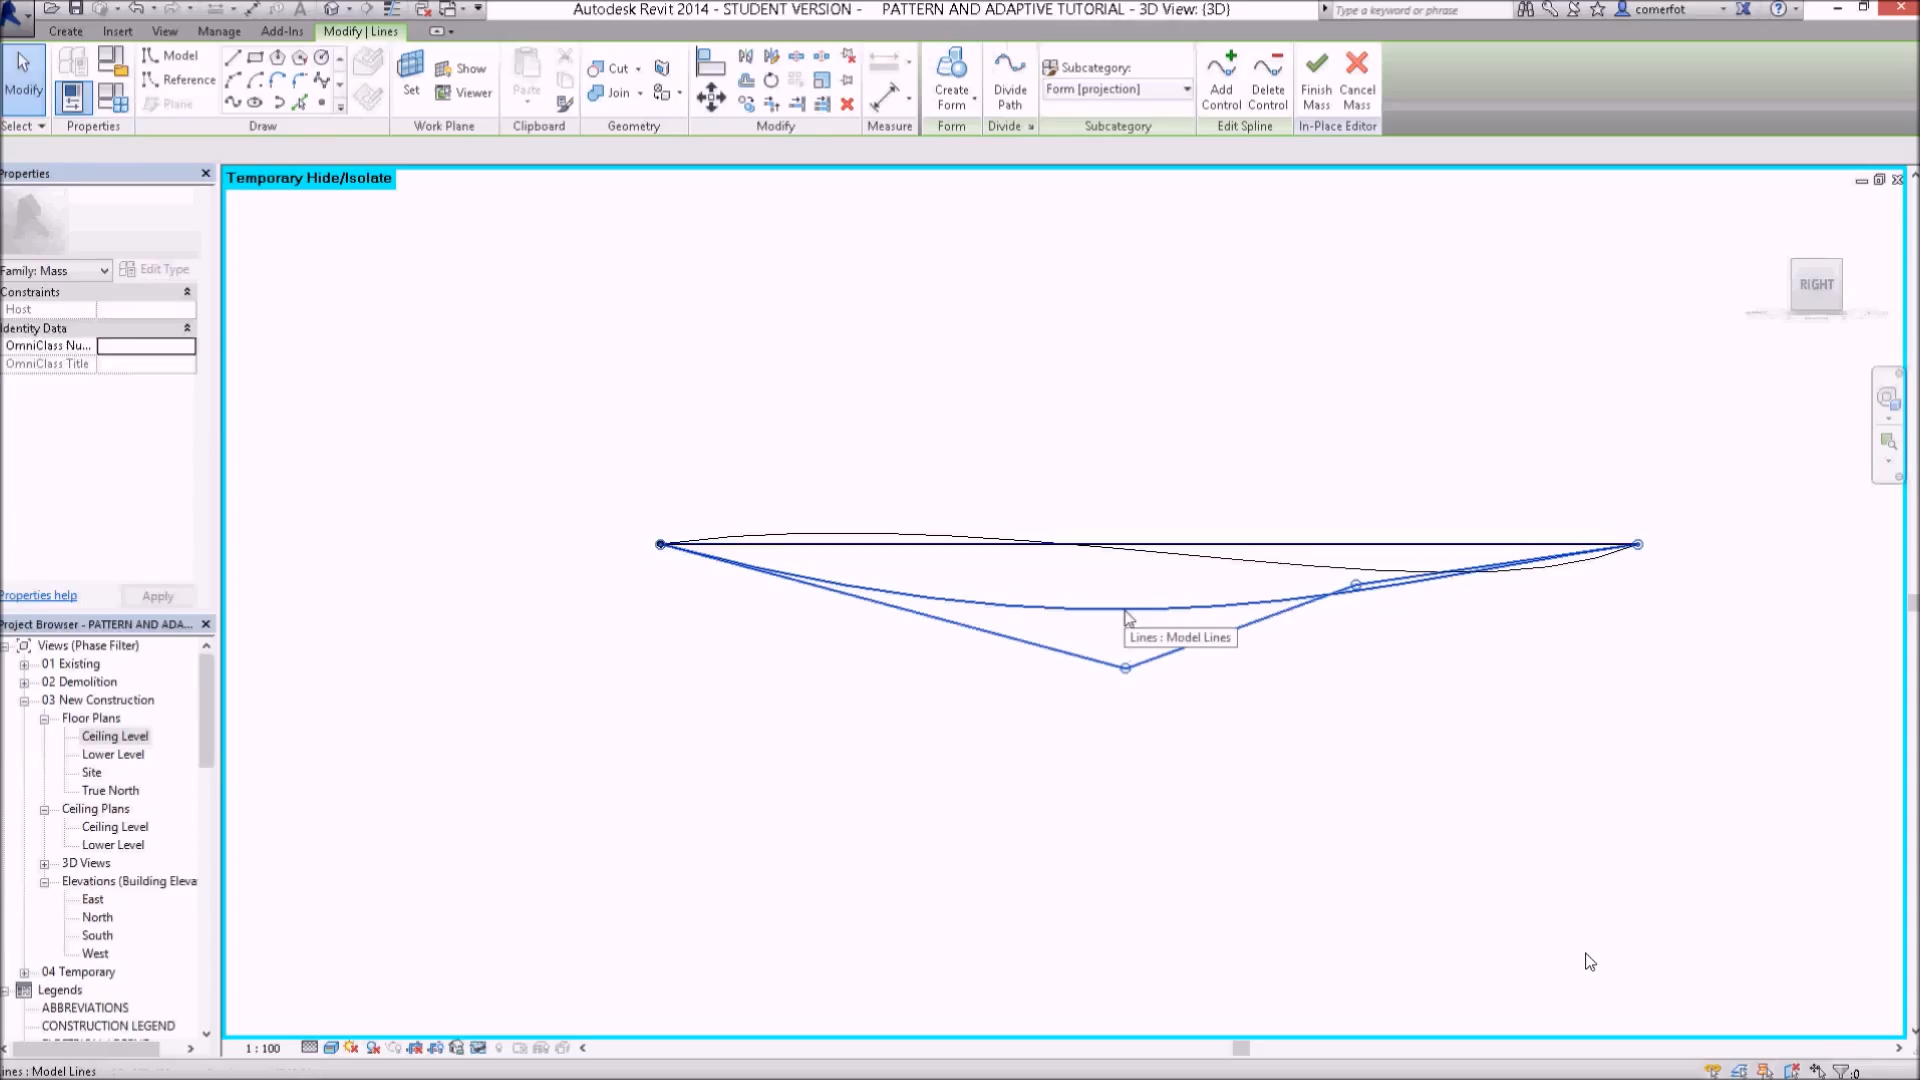 Autodesk Revit 2014 - STUDENT VERSION - PATTERN AND ADAPTIVE TUTORIAL - 3D View: {3D}
Type a keyword or phrase
comerfot
Create Insert View Manage Add-Ins Modify | Lines
Modify
Model
Reference
Plane
Set
Show
Viewer
Paste
Cut
Join
Create
Form
Divide
Path
Subcategory:
Form [projection]
Add
Control
Delete
Control
Finish
Mass
Cancel
Mass
Select Properties Draw Work Plane Clipboard Geometry Modify Measure Form Divide Subcategory Edit Spline In-Place Editor
Properties
Family: Mass
Edit Type
Constraints
Host
Identity Data
OmniClass Nu...
OmniClass Title
Properties help
Apply
Project Browser - PATTERN AND ADA...
Views (Phase Filter)
01 Existing
02 Demolition
03 New Construction
Floor Plans
Ceiling Level
Lower Level
Site
True North
Ceiling Plans
Ceiling Level
Lower Level
3D Views
Elevations (Building Eleva
East
North
South
West
04 Temporary
Legends
ABBREVIATIONS
CONSTRUCTION LEGEND
Temporary Hide/Isolate
RIGHT
Lines : Model Lines
1 : 100
ines : Model Lines
:0